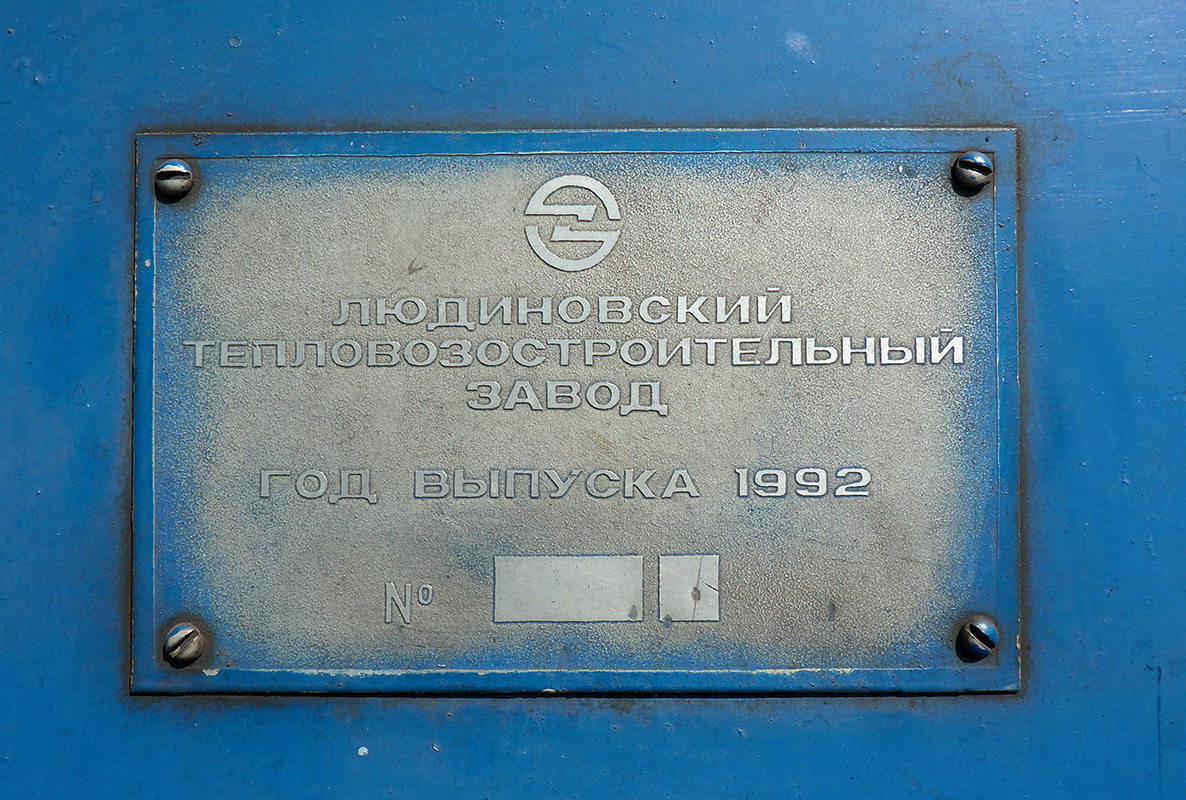 ЛЮДИНОВСКИЙ
ТЕПЛОВОЗОСТРОИТЕЛЬНЫЙ
ЗАВОД
ГОД ВЫПУСКА 1992
№